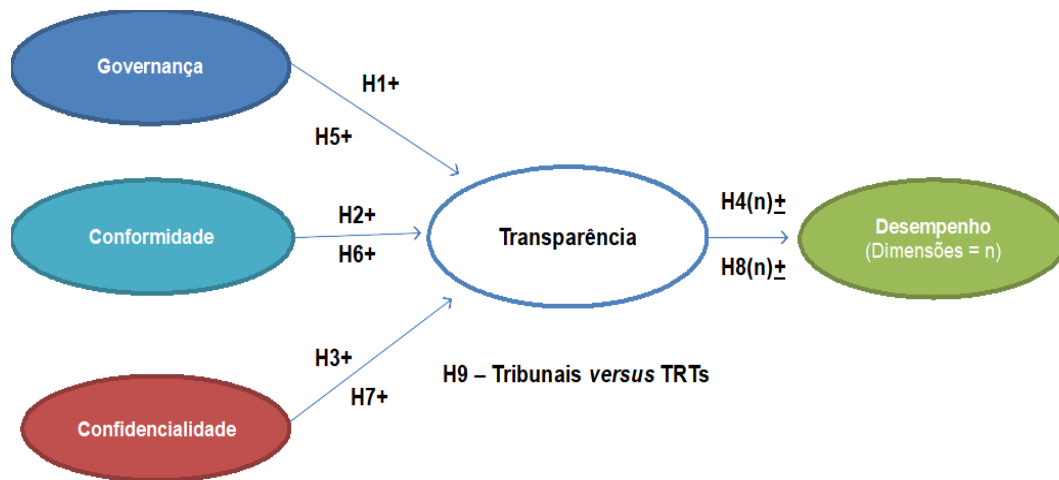 Governança
H1+
H5+
Conformidade
H2+
H6+
Transparência
H4(n)±
H8(n)±
Desempenho
(Dimensões = n)
H3+
H7+
Confidencialidade
H9 – Tribunais versus TRTs